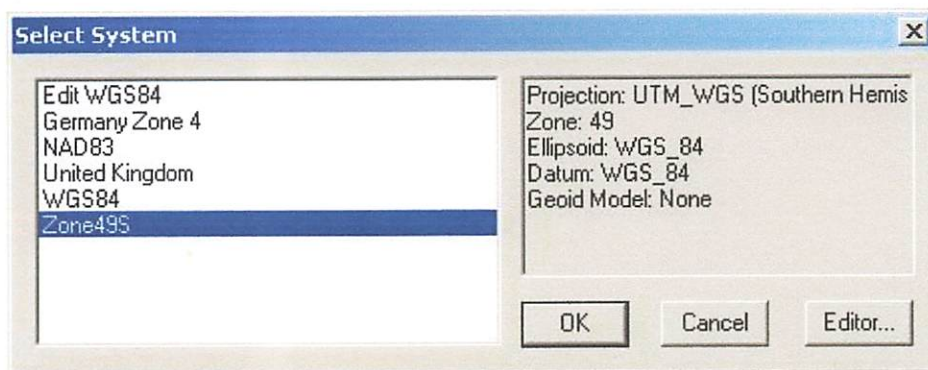 Select System
Edit WGS84
Germany Zone 4
NAD83
United Kingdom
WGS84
Zone49S
Projection: UTM_WGS (Southern Hemis
Zone: 49
Ellipsoid: WGS_84
Datum: WGS_84
Geoid Model: None
OK
Cancel
Editor...